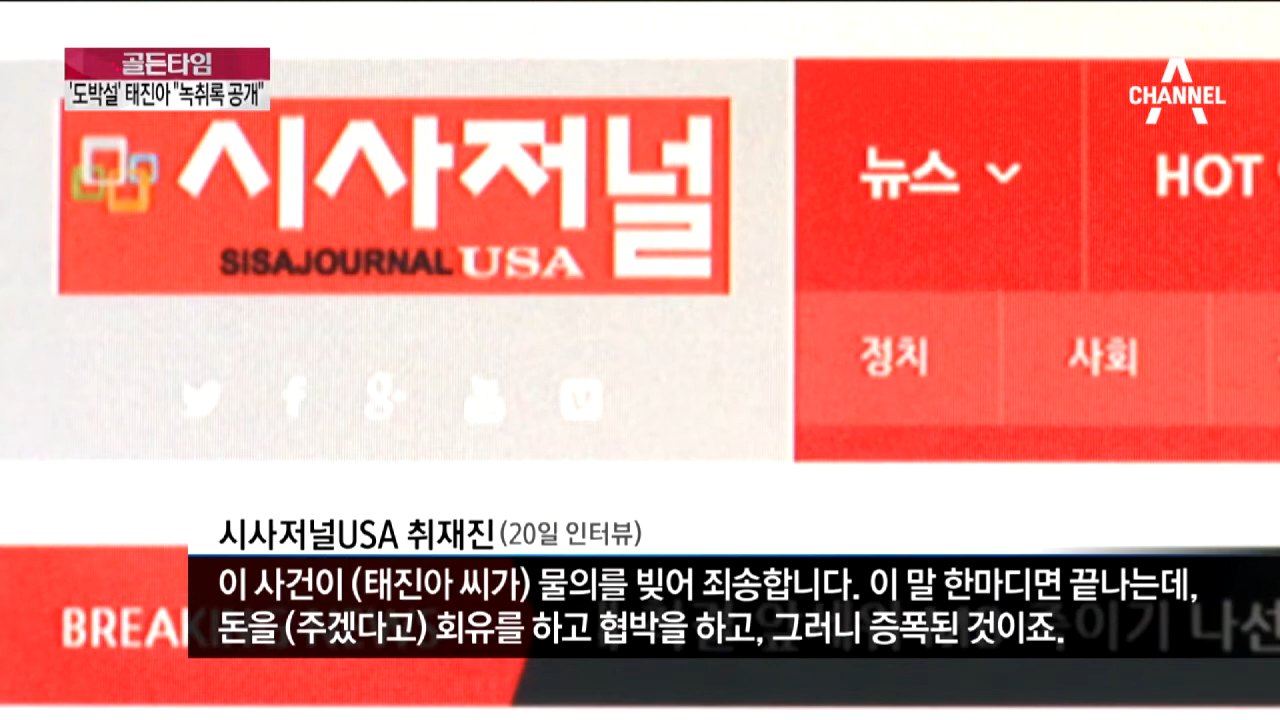 골든타임
'도박설' 태진아 "녹취록 공개"
CHANNEL A
시사저널
SISAJOURNAL USA
뉴스
HOT
정치
사회
시사저널USA 취재진 (20일 인터뷰)
이 사건이 (태진아 씨가) 물의를 빚어 죄송합니다. 이 말 한마디면 끝나는데,
돈을 (주겠다고) 회유를 하고 협박을 하고, 그러니 증폭된 것이죠.
BREAK
이기 나선